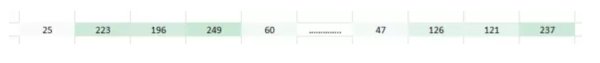 25 223 196 249 60 .............. 47 126 121 237